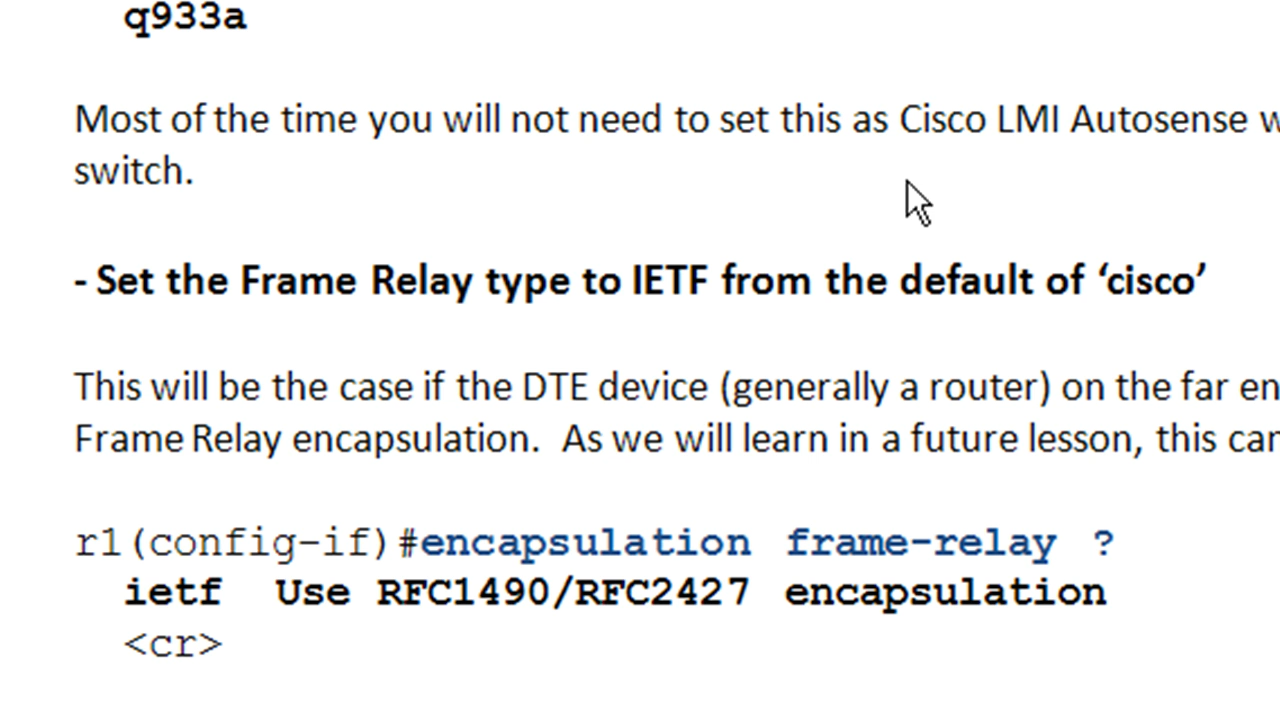 q933a
Most of the time you will not need to set this as Cisco LMI Autosense
switch.
- Set the Frame Relay type to IETF from the default of ‘cisco’
This will be the case if the DTE device (generally a router) on the far
Frame Relay encapsulation. As we will learn in a future lesson, this
r1(config-if)#encapsulation frame-relay ?
ietf Use RFC1490/RFC2427 encapsulation
<cr>